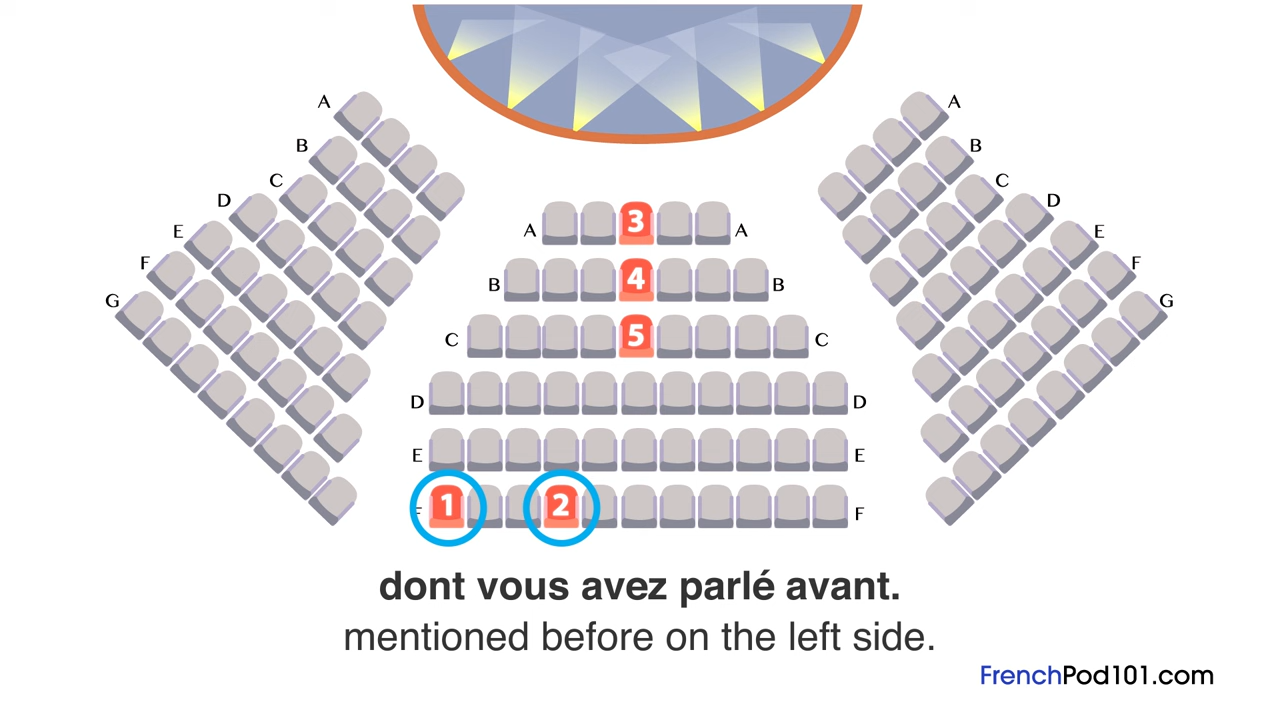 A
B
C
D
E
F
G
A
B
C
D
E
F
G
A 3 A
B 4 B
C 5 C
D D
E E
F 1 2 F
dont vous avez parlé avant.
mentioned before on the left side.
FrenchPod101.com